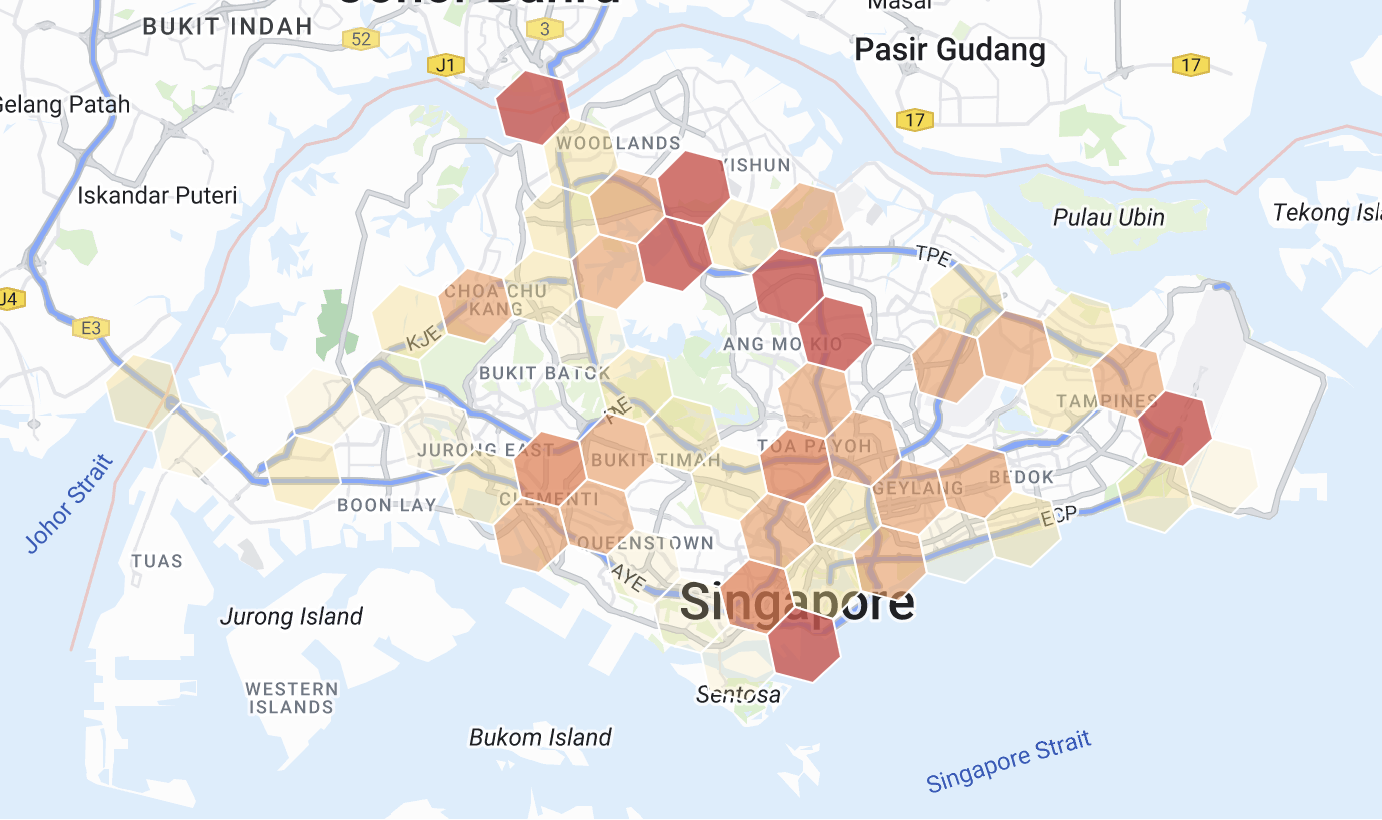 Johor Bahru
Masai
BUKIT INDAH
3
52
J1
Pasir Gudang
17
Gelang Patah
17
WOODLANDS
YISHUN
Iskandar Puteri
Pulau Ubin
Tekong Isla
TPE
CHOA CHU
KANG
J4
E3
KJE
ANG MO KIO
BUKIT BATOK
TAMPINES
JURONG EAST
BUKIT TIMAH
TOA PAYOH
GEYLANG
BEDOK
CLEMENTI
BOON LAY
ECP
Johor Strait
QUEENSTOWN
TUAS
AYE
Singapore
Jurong Island
WESTERN
ISLANDS
Sentosa
Bukom Island
Singapore Strait